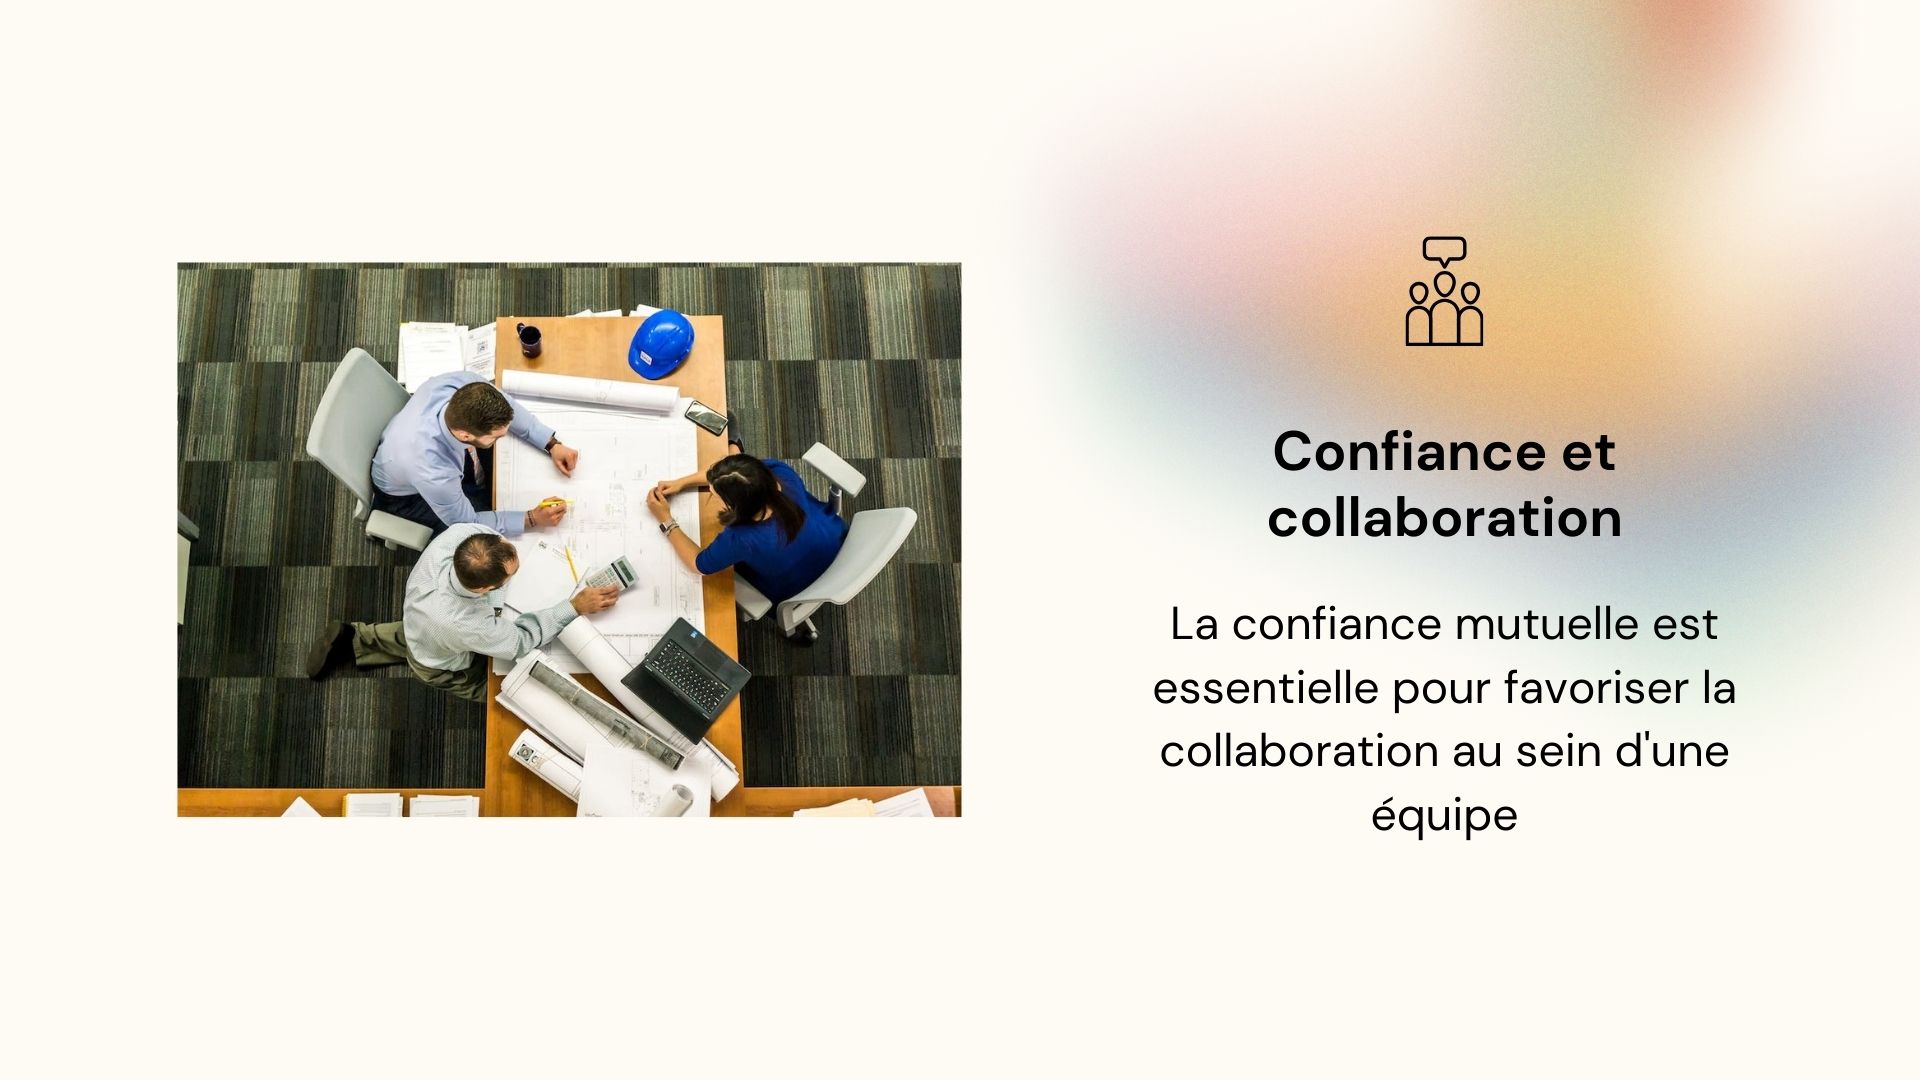 Confiance et
collaboration
La confiance mutuelle est
essentielle pour favoriser la
collaboration au sein d'une
équipe